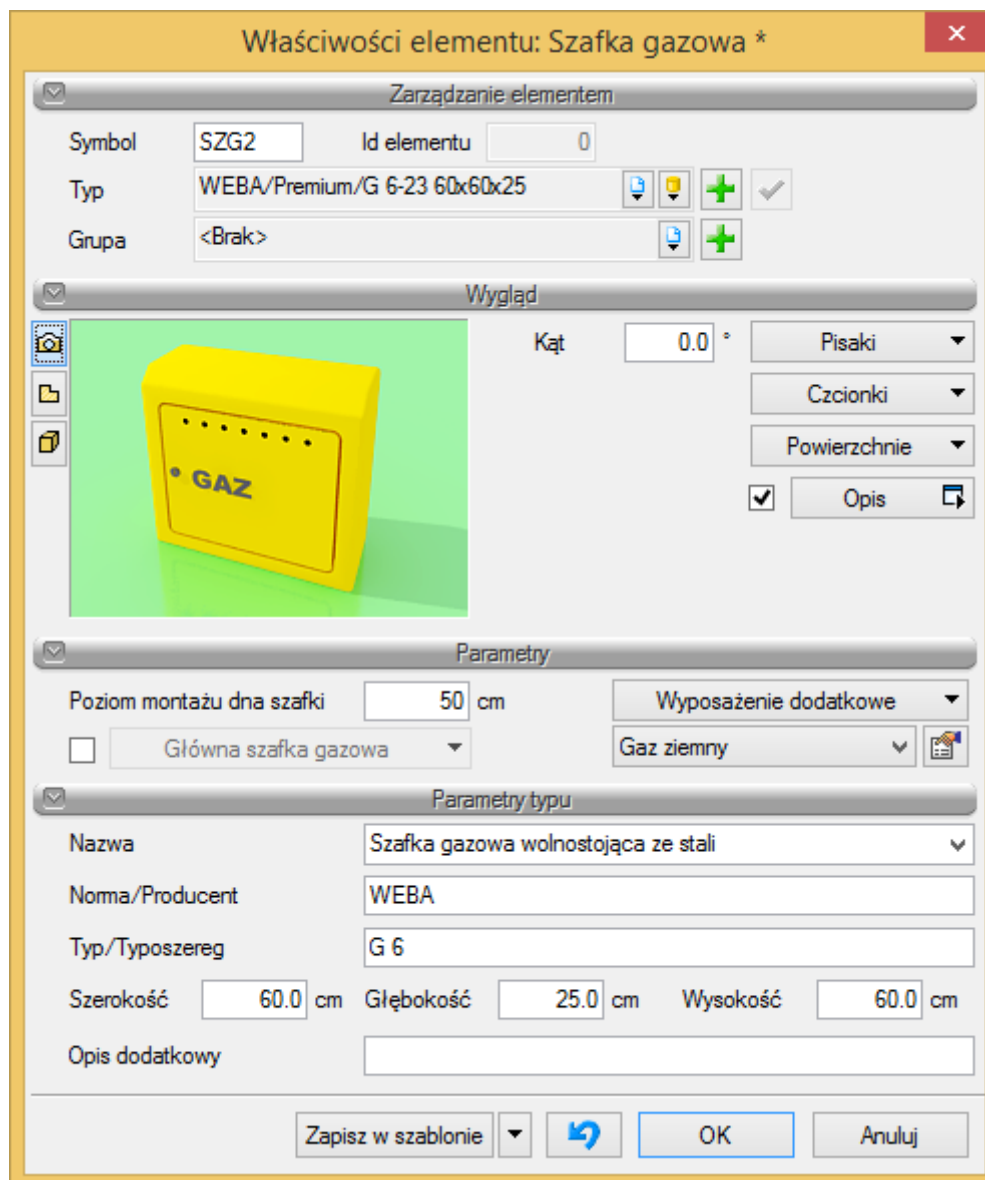 Właściwości elementu: Szafka gazowa *
Zarządzanie elementem
Symbol SZG2 Id elementu 0
Typ WEBA/Premium/G 6-23 60x60x25
Grupa <Brak>
Wygląd
Kąt 0.0 ° Pisaki
Czcionki
Powierzchnie
Opis
GAZ
Parametry
Poziom montażu dna szafki 50 cm Wyposażenie dodatkowe
Główna szafka gazowa Gaz ziemny
Parametry typu
Nazwa Szafka gazowa wolnostojąca ze stali
Norma/Producent WEBA
Typ/Typoszereg G 6
Szerokość 60.0 cm Głębokość 25.0 cm Wysokość 60.0 cm
Opis dodatkowy
Zapisz w szablonie OK Anuluj